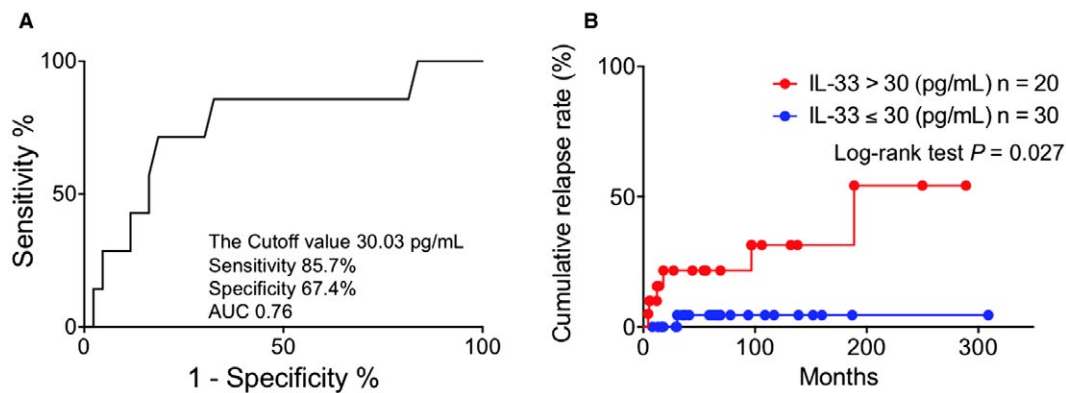 A
Sensitivity %
100
50
0
The Cutoff value 30.03 pg/mL
Sensitivity 85.7%
Specificity 67.4%
AUC 0.76
0
50
100
1 - Specificity %
B
Cumulative relapse rate (%)
100
50
0
IL-33 > 30 (pg/mL) n = 20
IL-33 ≤ 30 (pg/mL) n = 30
Log-rank test P = 0.027
0
100
200
300
Months